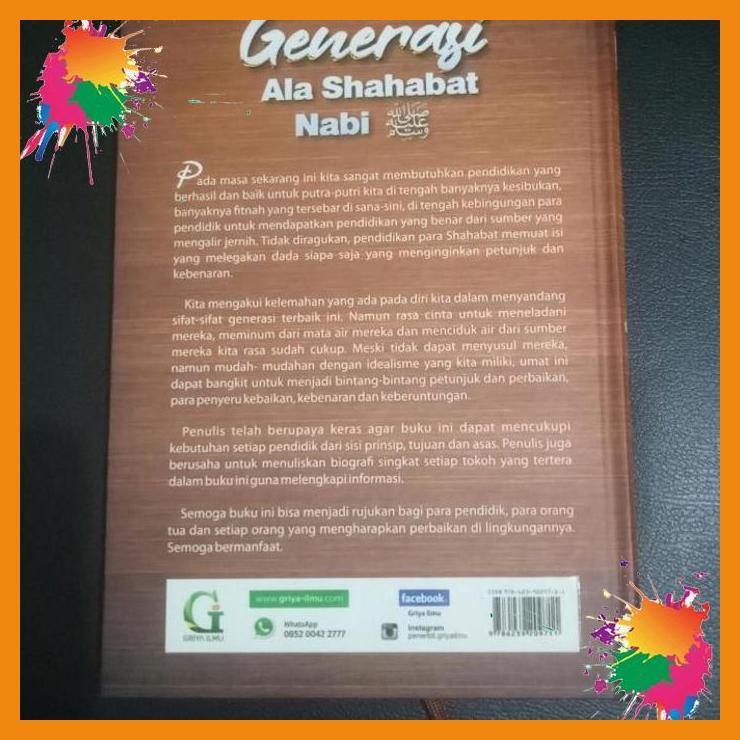 Generasi
Ala Shahabat
Nabi ﷺ
Pada masa sekarang ini kita sangat membutuhkan pendidikan yang
berhasil dan baik untuk putra-putri kita di tengah banyaknya kesibukan,
banyaknya fitnah yang tersebar di sana-sini, di tengah kebingungan para
pendidik untuk mendapatkan pendidikan yang benar dari sumber yang
mengalir jernih. Tidak diragukan, pendidikan para Shahabat memuat isi
yang melegakan dada siapa saja yang menginginkan petunjuk dan
kebenaran.
Kita mengakui kelemahan yang ada pada diri kita dalam menyandang
sifat-sifat generasi terbaik ini. Namun rasa cinta untuk meneladani
mereka, meminum dari mata air mereka dan menciduk air dari sumber
mereka kita rasa sudah cukup. Meski tidak dapat menyusul mereka,
namun mudah- mudahan dengan idealisme yang kita miliki, umat ini
dapat bangkit untuk menjadi bintang-bintang petunjuk dan perbaikan,
para penyeru kebaikan, kebenaran dan keberuntungan.
Penulis telah berupaya keras agar buku ini dapat mencukupi
kebutuhan setiap pendidik dari sisi prinsip, tujuan dan asas. Penulis juga
berusaha untuk menuliskan biografi singkat setiap tokoh yang tertera
dalam buku ini guna melengkapi informasi.
Semoga buku ini bisa menjadi rujukan bagi para pendidik, para orang
tua dan setiap orang yang mengharapkan perbaikan di lingkungannya.
Semoga bermanfaat.
GRIYA ILMU
www.griya-ilmu.com
WhatsApp
0852 0042 2777
facebook.
Griya Ilmu
Instagram
penerbit.griyailmu